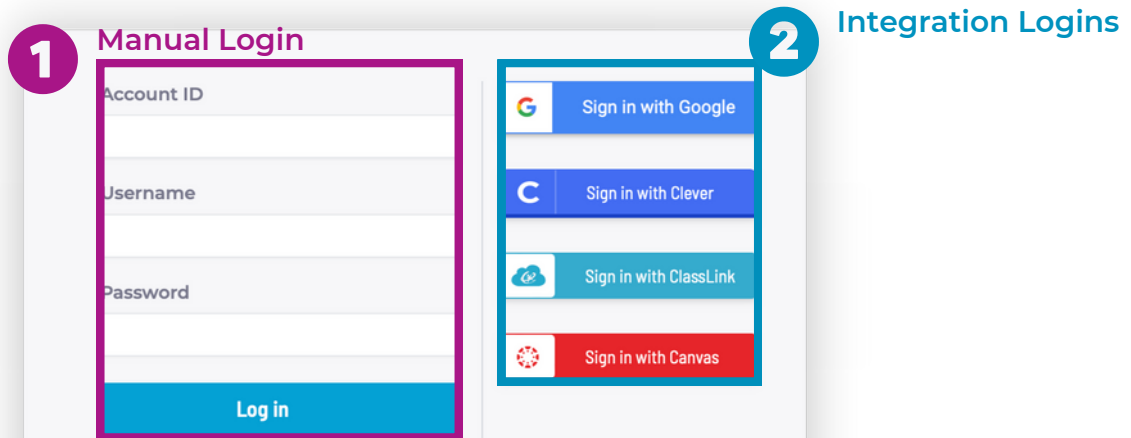 1
Manual Login
Account ID
Username
Password
Log in
2
Integration Logins
G
Sign in with Google
C
Sign in with Clever
Sign in with ClassLink
Sign in with Canvas